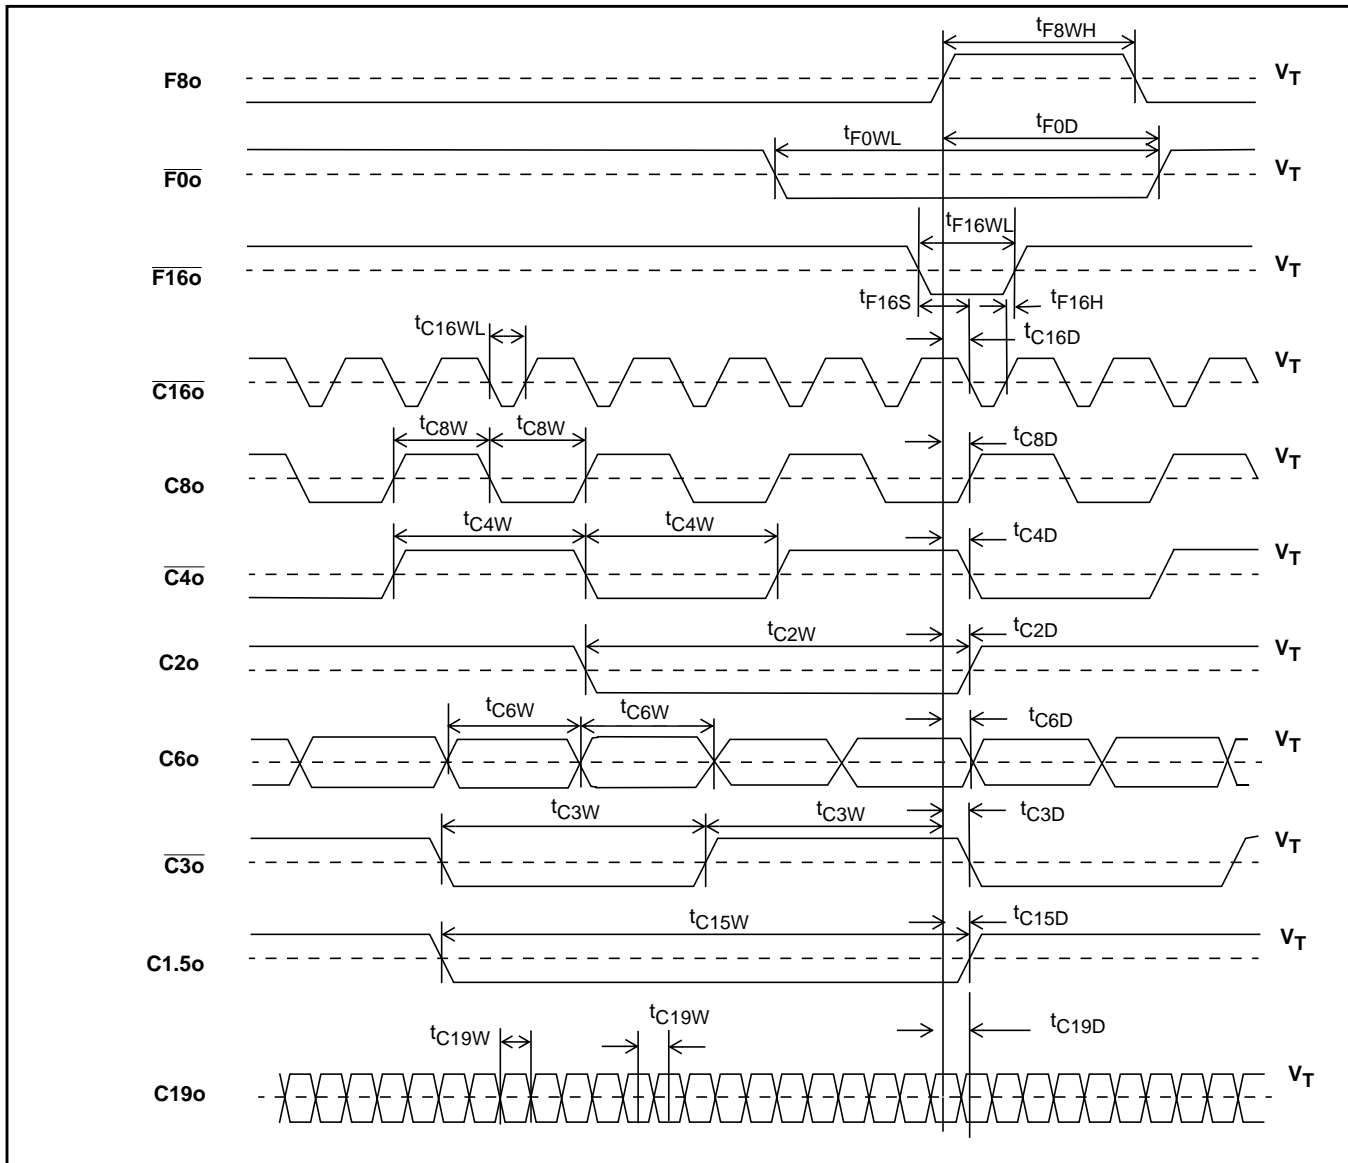 tF8WH
F8o
VT
tF0WL
tF0D
F0o
VT
tF16WL
F16o
VT
tF16S
tF16H
tC16WL
tC16D
C16o
VT
tC8W
tC8W
tC8D
C8o
VT
tC4W
tC4W
tC4D
C4o
VT
tC2W
tC2D
C2o
VT
tC6W
tC6W
tC6D
C6o
VT
tC3W
tC3W
tC3D
C3o
VT
tC15W
tC15D
C1.5o
VT
tC19W
tC19W
tC19D
C19o
VT